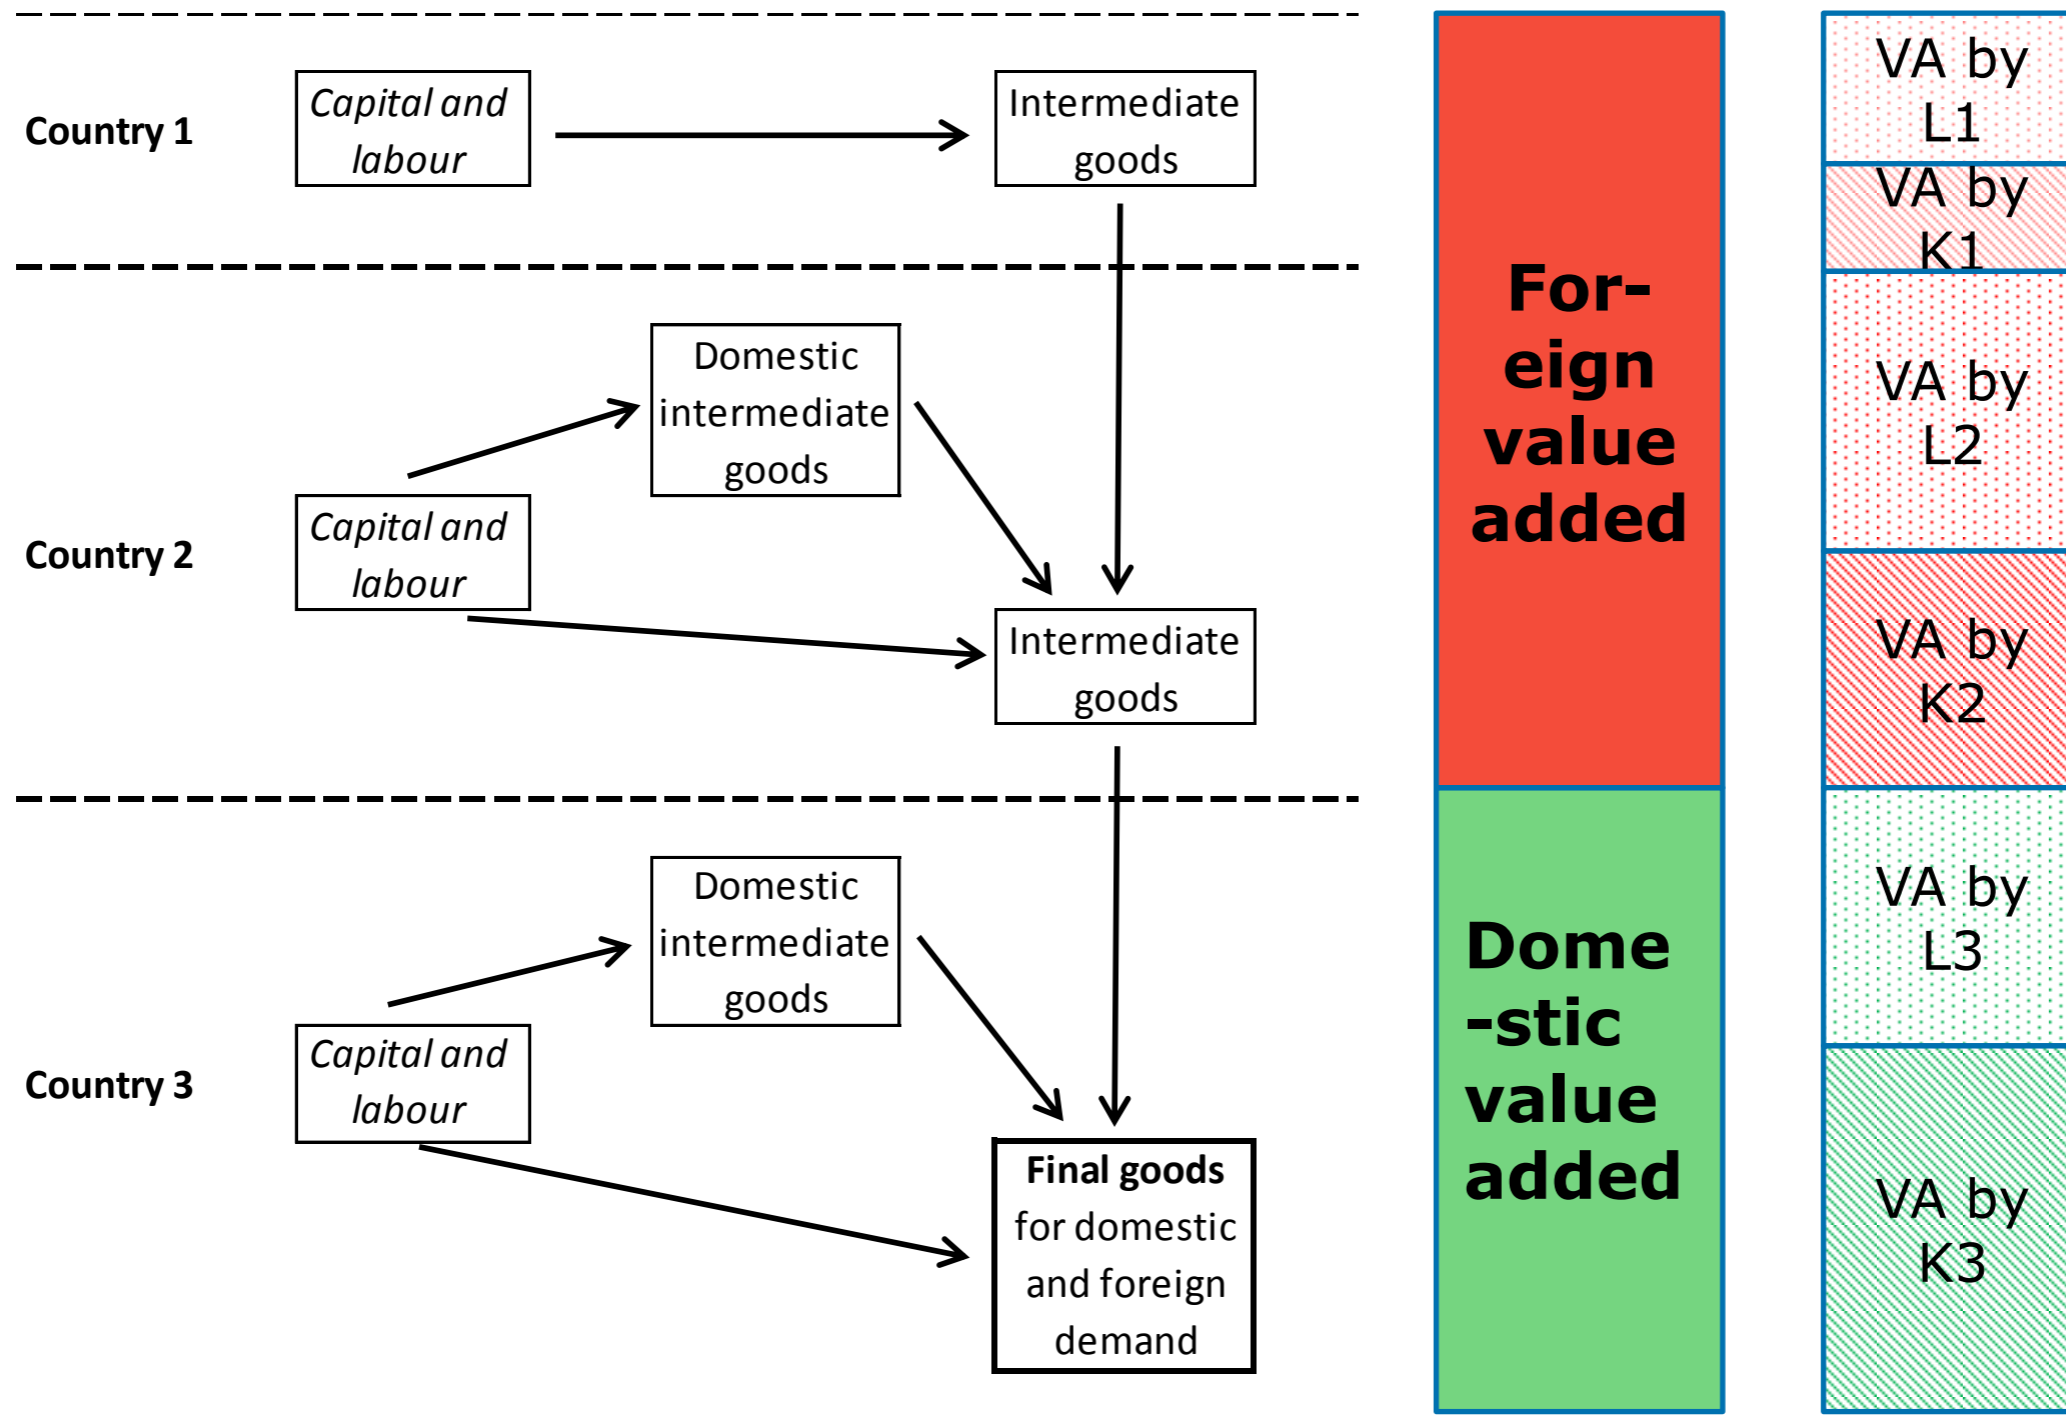 Country 1
Capital and
labour
Intermediate
goods
Country 2
Domestic
intermediate
goods
Capital and
labour
Intermediate
goods
Country 3
Domestic
intermediate
goods
Capital and
labour
Final goods
for domestic
and foreign
demand
For-
eign
value
added
Dome
-stic
value
added
VA by
L1
VA by
K1
VA by
L2
VA by
K2
VA by
L3
VA by
K3